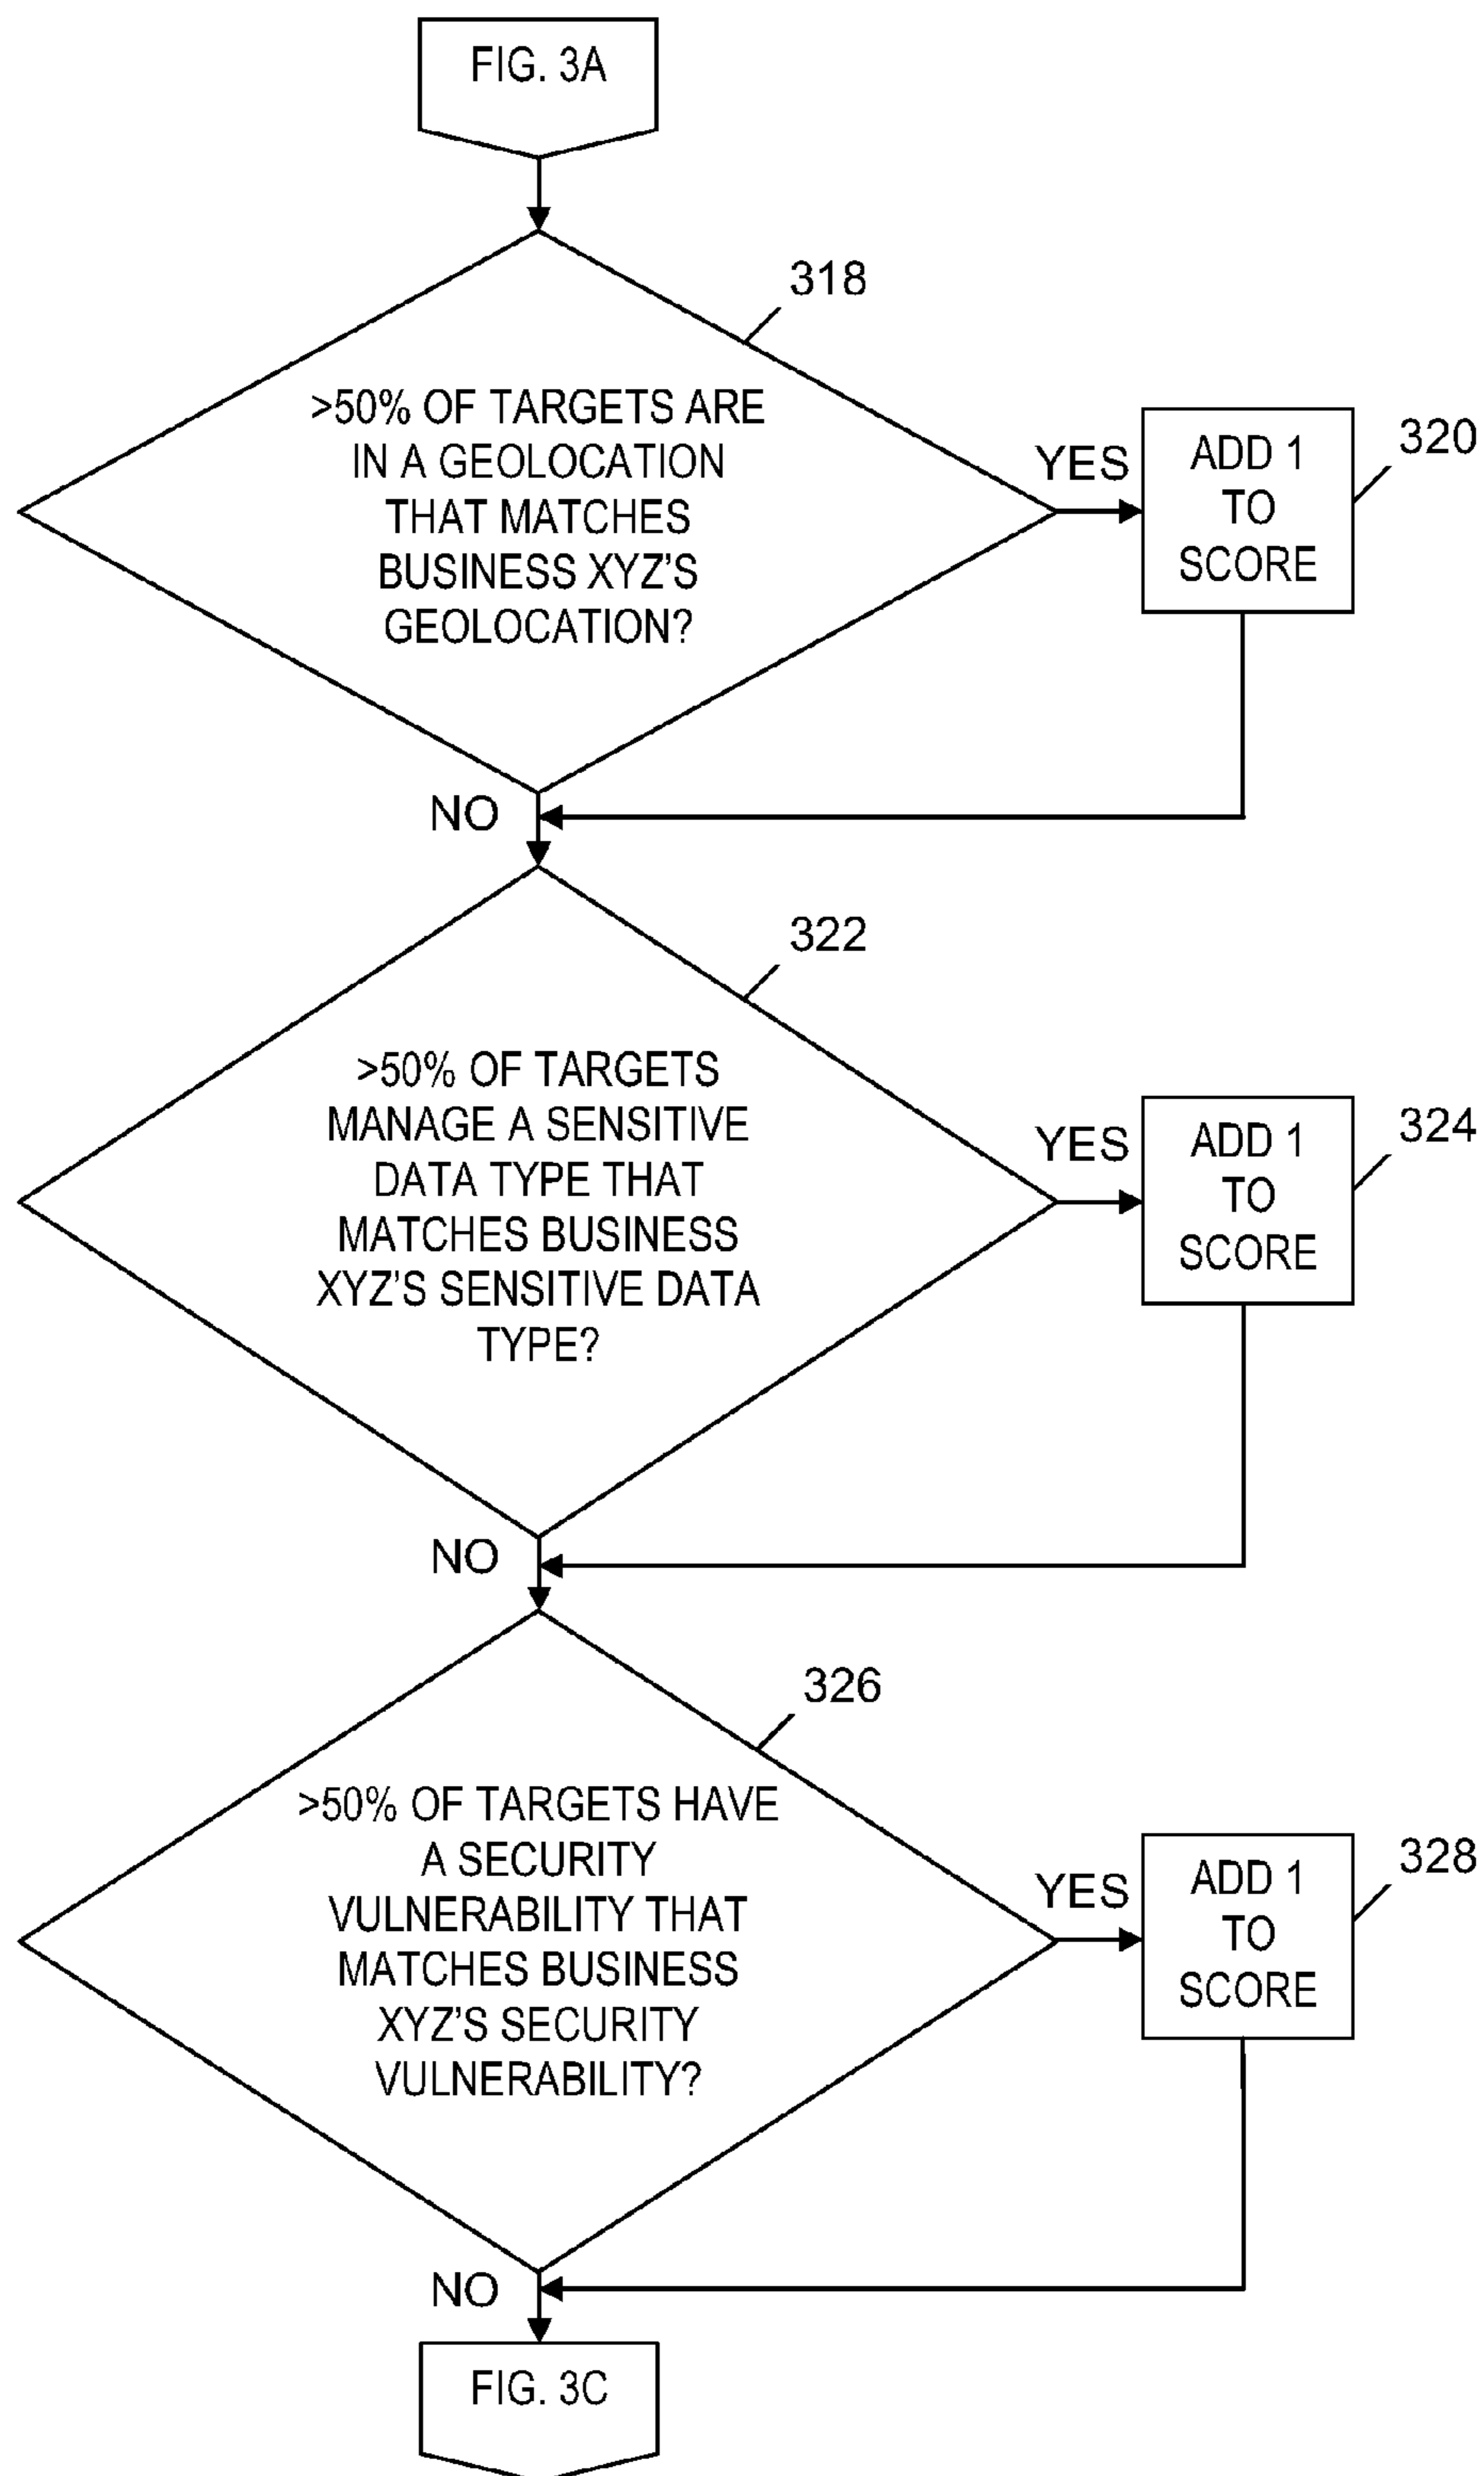 FIG. 3A
318
>50% OF TARGETS ARE
IN A GEOLOCATION
THAT MATCHES
BUSINESS XYZ'S
GEOLOCATION?
YES
ADD 1
TO
SCORE
320
NO
322
>50% OF TARGETS
MANAGE A SENSITIVE
DATA TYPE THAT
MATCHES BUSINESS
XYZ'S SENSITIVE DATA
TYPE?
YES
ADD 1
TO
SCORE
324
NO
326
>50% OF TARGETS HAVE
A SECURITY
VULNERABILITY THAT
MATCHES BUSINESS
XYZ'S SECURITY
VULNERABILITY?
YES
ADD 1
TO
SCORE
328
NO
FIG. 3C